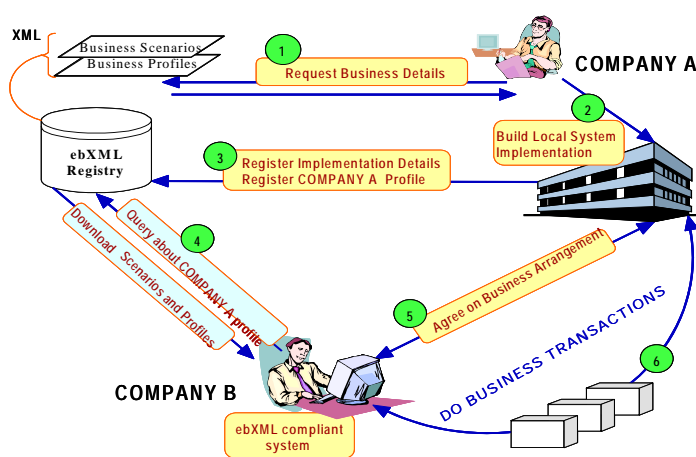 XML
Business Scenarios
Business Profiles
1
Request Business Details
COMPANY A
2
Build Local System
Implementation
ebXML
Registry
3
Register Implementation Details
Register COMPANY A Profile
4
Query about COMPANY A profile
Download Scenarios and Profiles
5
Agree on Business Arrangement
DO BUSINESS TRANSACTIONS
6
COMPANY B
ebXML compliant
system